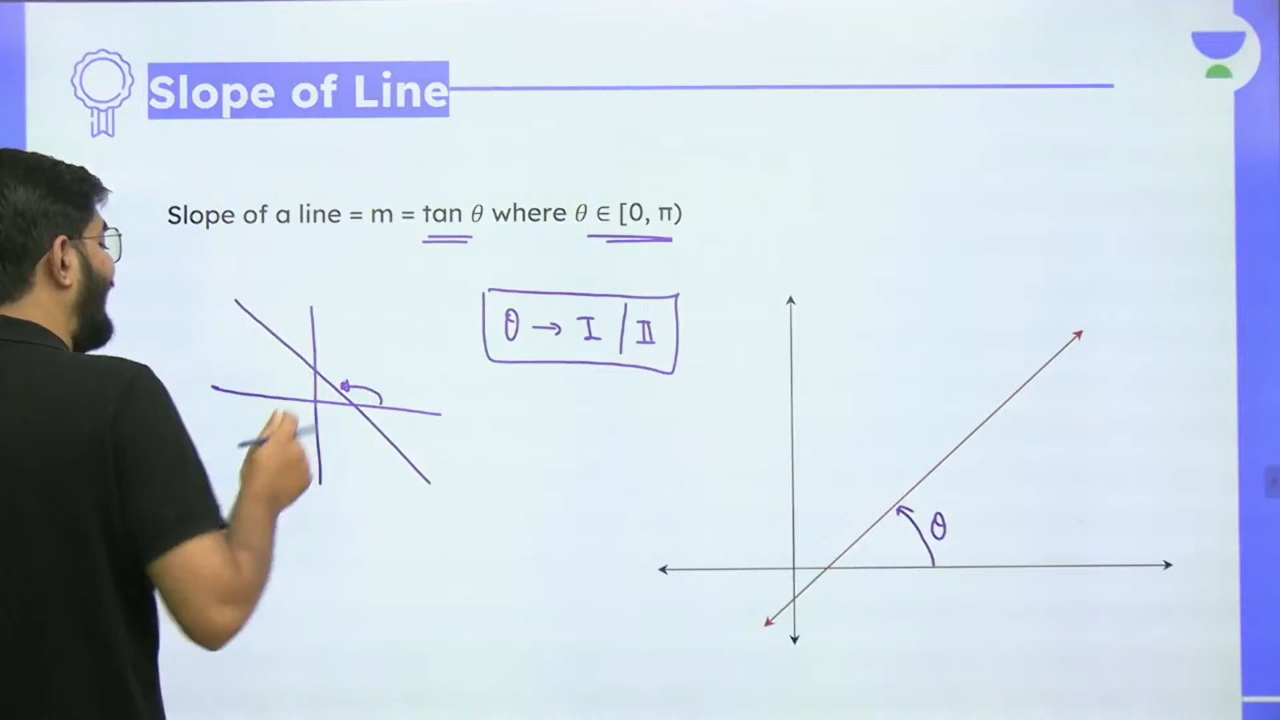 Slope of Line
Slope of a line = m = tan θ where θ ∈ [0, π)
θ → I / II
θ